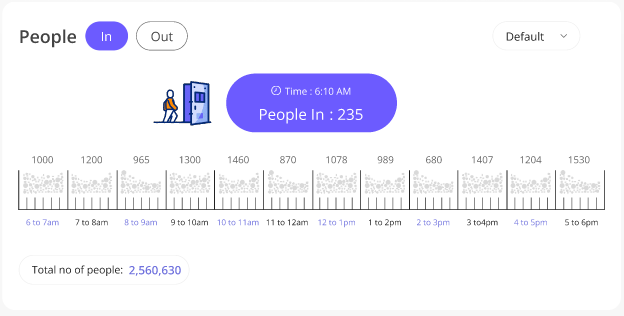 People In Out Default
Time : 6:10 AM
People In : 235
1000 1200 965 1300 1460 870 1078 989 680 1407 1204 1530
6 to 7am 7 to 8am 8 to 9am 9 to 10am 10 to 11am 11 to 12am 12 to 1pm 1 to 2pm 2 to 3pm 3 to4pm 4 to 5pm 5 to 6pm
Total no of people: 2,560,630